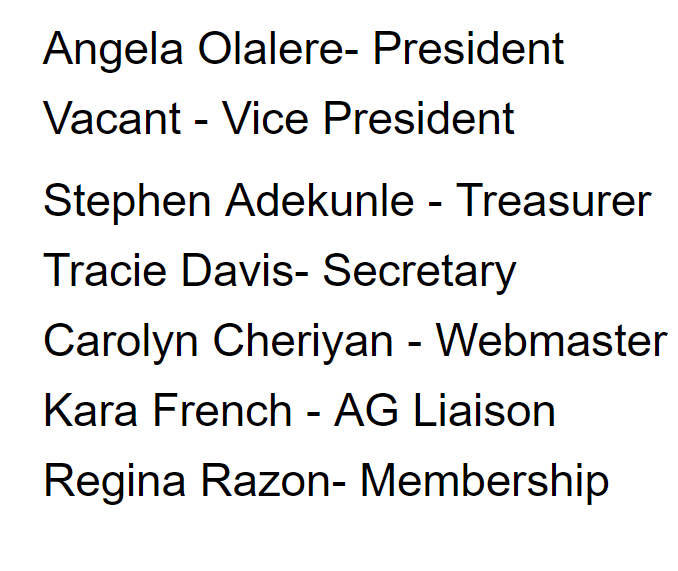 Angela Olalere- President
Vacant - Vice President
Stephen Adekunle - Treasurer
Tracie Davis- Secretary
Carolyn Cheriyan - Webmaster
Kara French - AG Liaison
Regina Razon- Membership